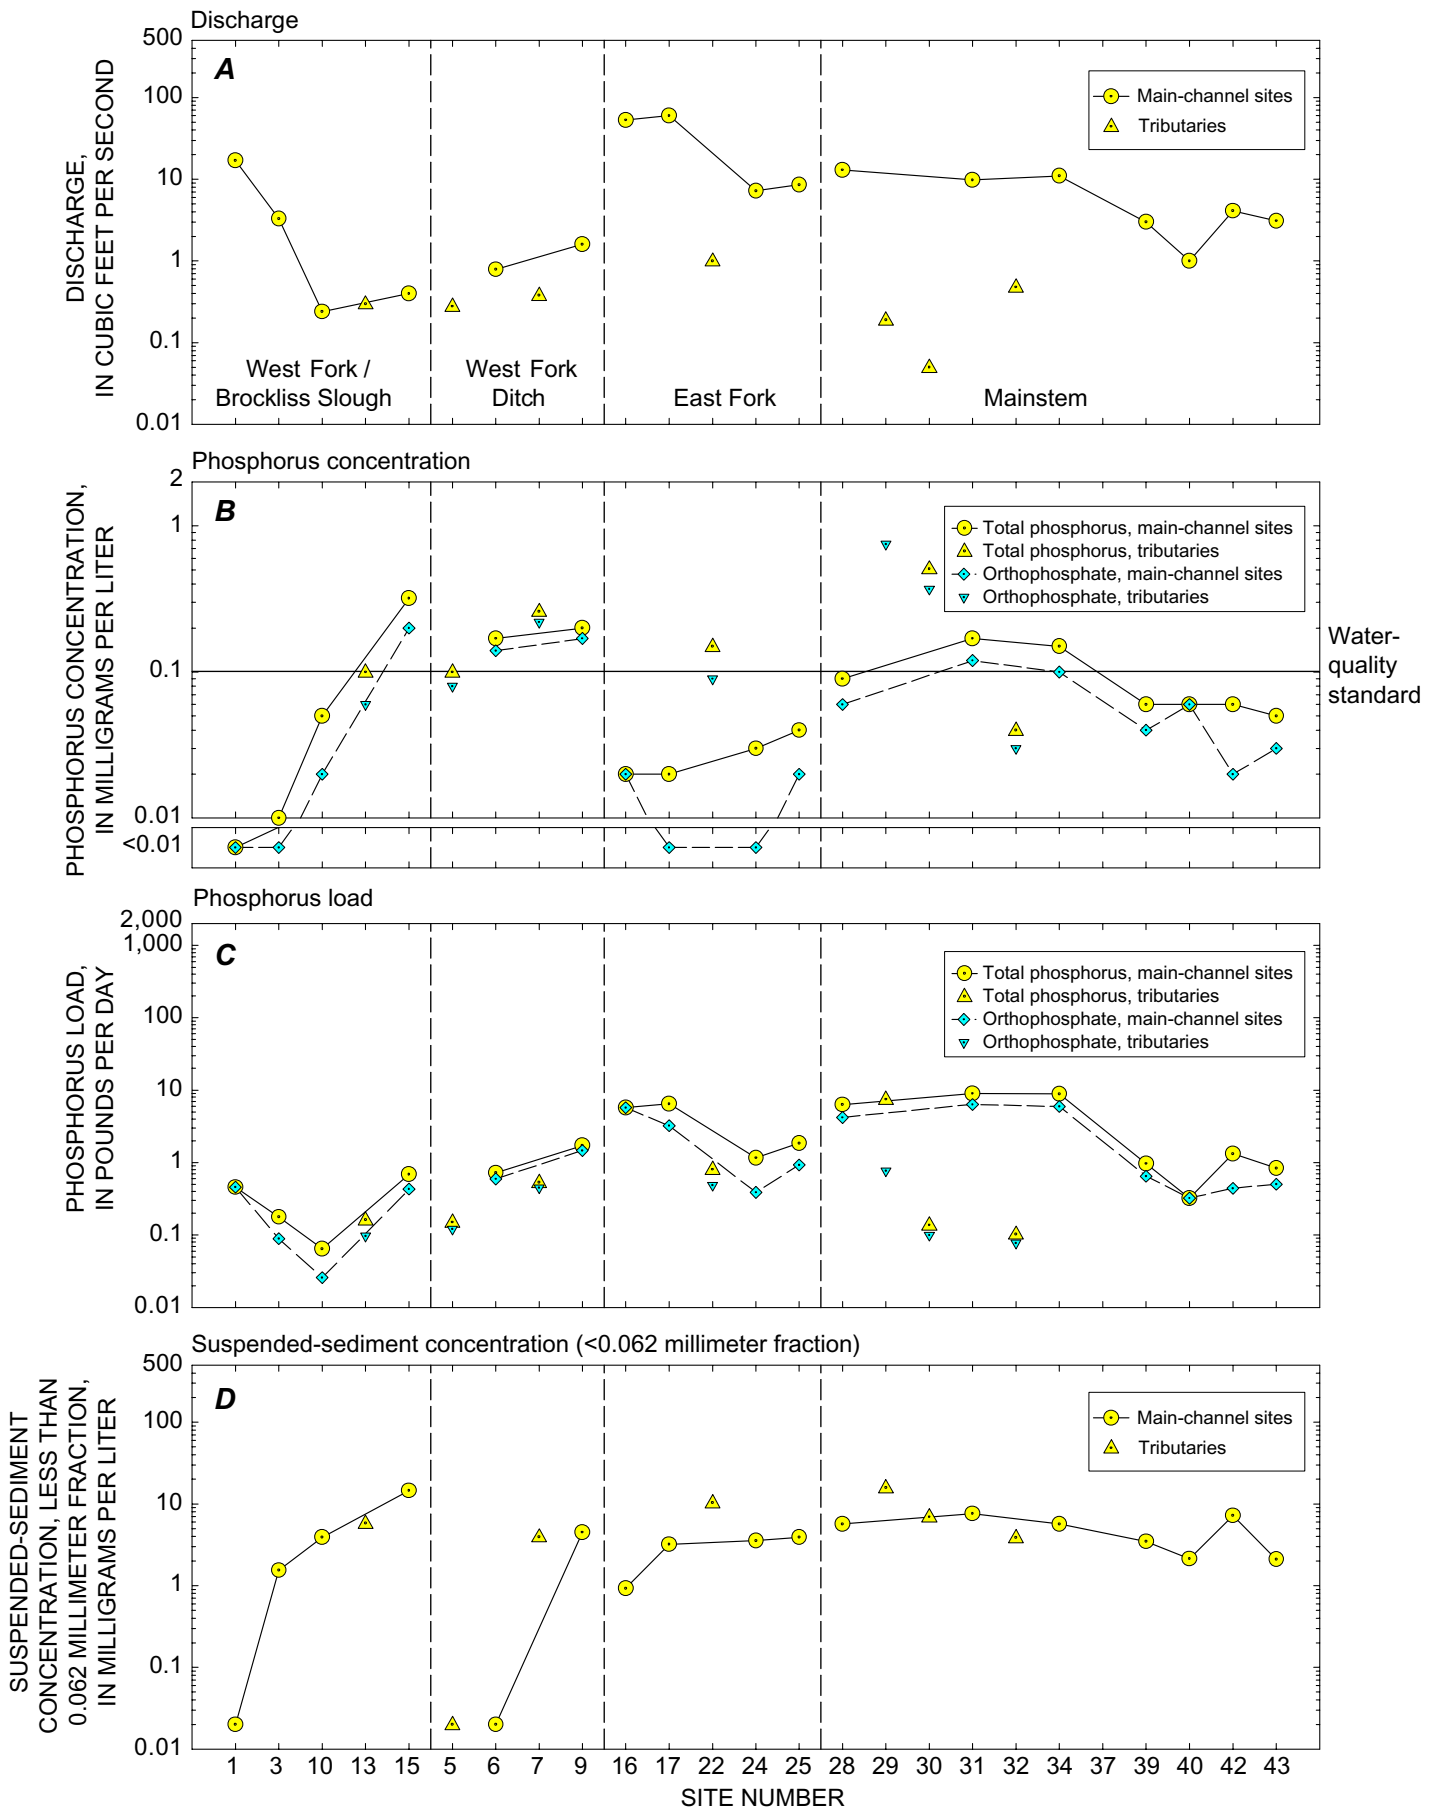 Discharge
500
100
10
1
0.1
0.01
DISCHARGE,
IN CUBIC FEET PER SECOND
A
Main-channel sites
Tributaries
West Fork /
Brockliss Slough
West Fork
Ditch
East Fork
Mainstem
Phosphorus concentration
2
1
0.1
0.01
<0.01
PHOSPHORUS CONCENTRATION,
IN MILLIGRAMS PER LITER
B
Total phosphorus, main-channel sites
Total phosphorus, tributaries
Orthophosphate, main-channel sites
Orthophosphate, tributaries
Water-
quality
standard
Phosphorus load
2,000
1,000
100
10
1
0.1
0.01
PHOSPHORUS LOAD,
IN POUNDS PER DAY
C
Total phosphorus, main-channel sites
Total phosphorus, tributaries
Orthophosphate, main-channel sites
Orthophosphate, tributaries
Suspended-sediment concentration (<0.062 millimeter fraction)
500
100
10
1
0.1
0.01
SUSPENDED-SEDIMENT
CONCENTRATION, LESS THAN
0.062 MILLIMETER FRACTION,
IN MILLIGRAMS PER LITER
D
Main-channel sites
Tributaries
1 3 10 13 15 5 6 7 9 16 17 22 24 25 28 29 30 31 32 34 37 39 40 42 43
SITE NUMBER